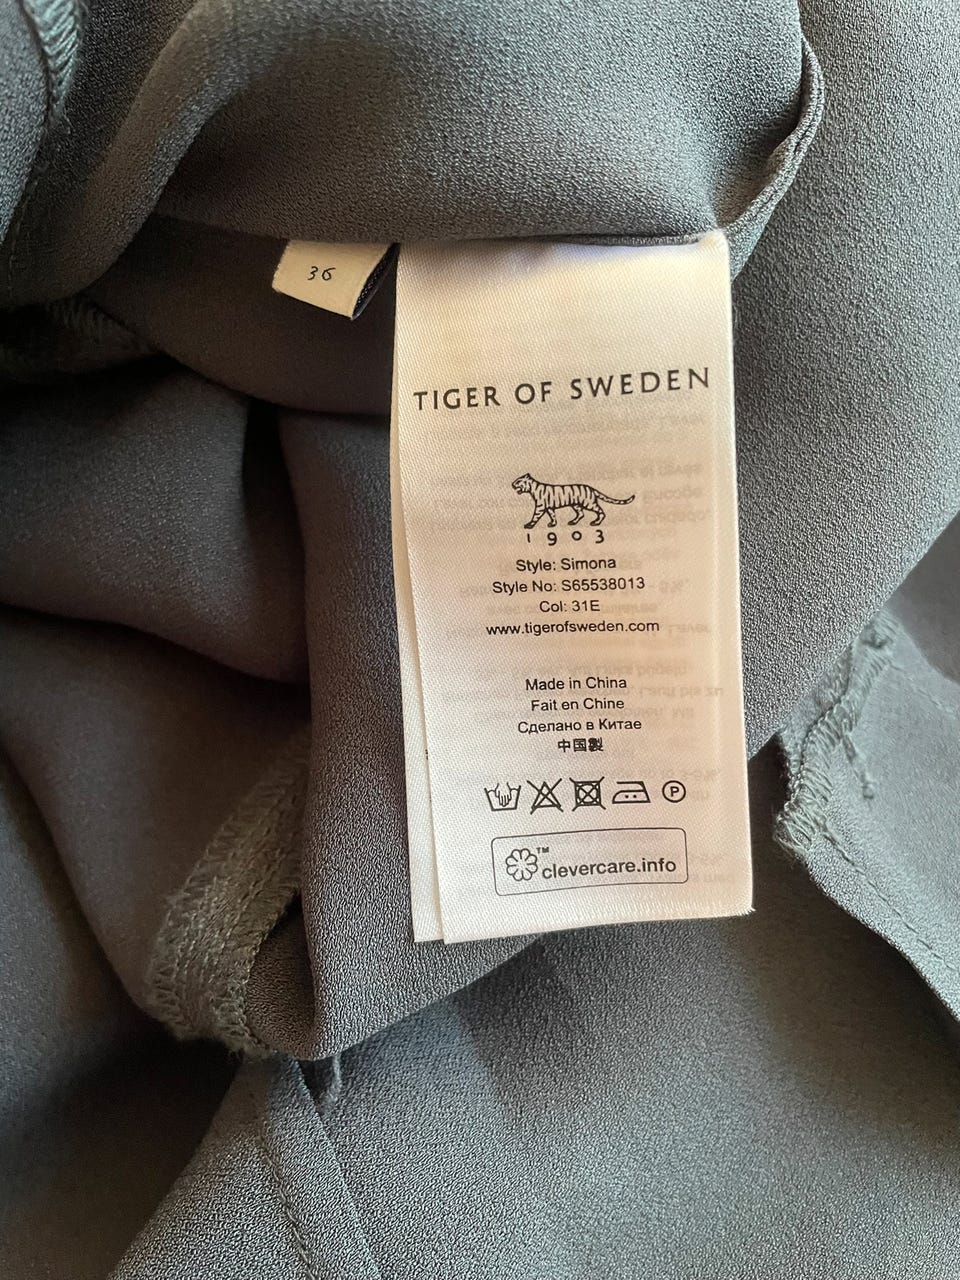 36
TIGER OF SWEDEN
1903
Style: Simona
Style No: S65538013
Col: 31E
www.tigerofsweden.com
Made in China
Fait en Chine
Сделано в Китае
中国製
P
™
clevercare.info